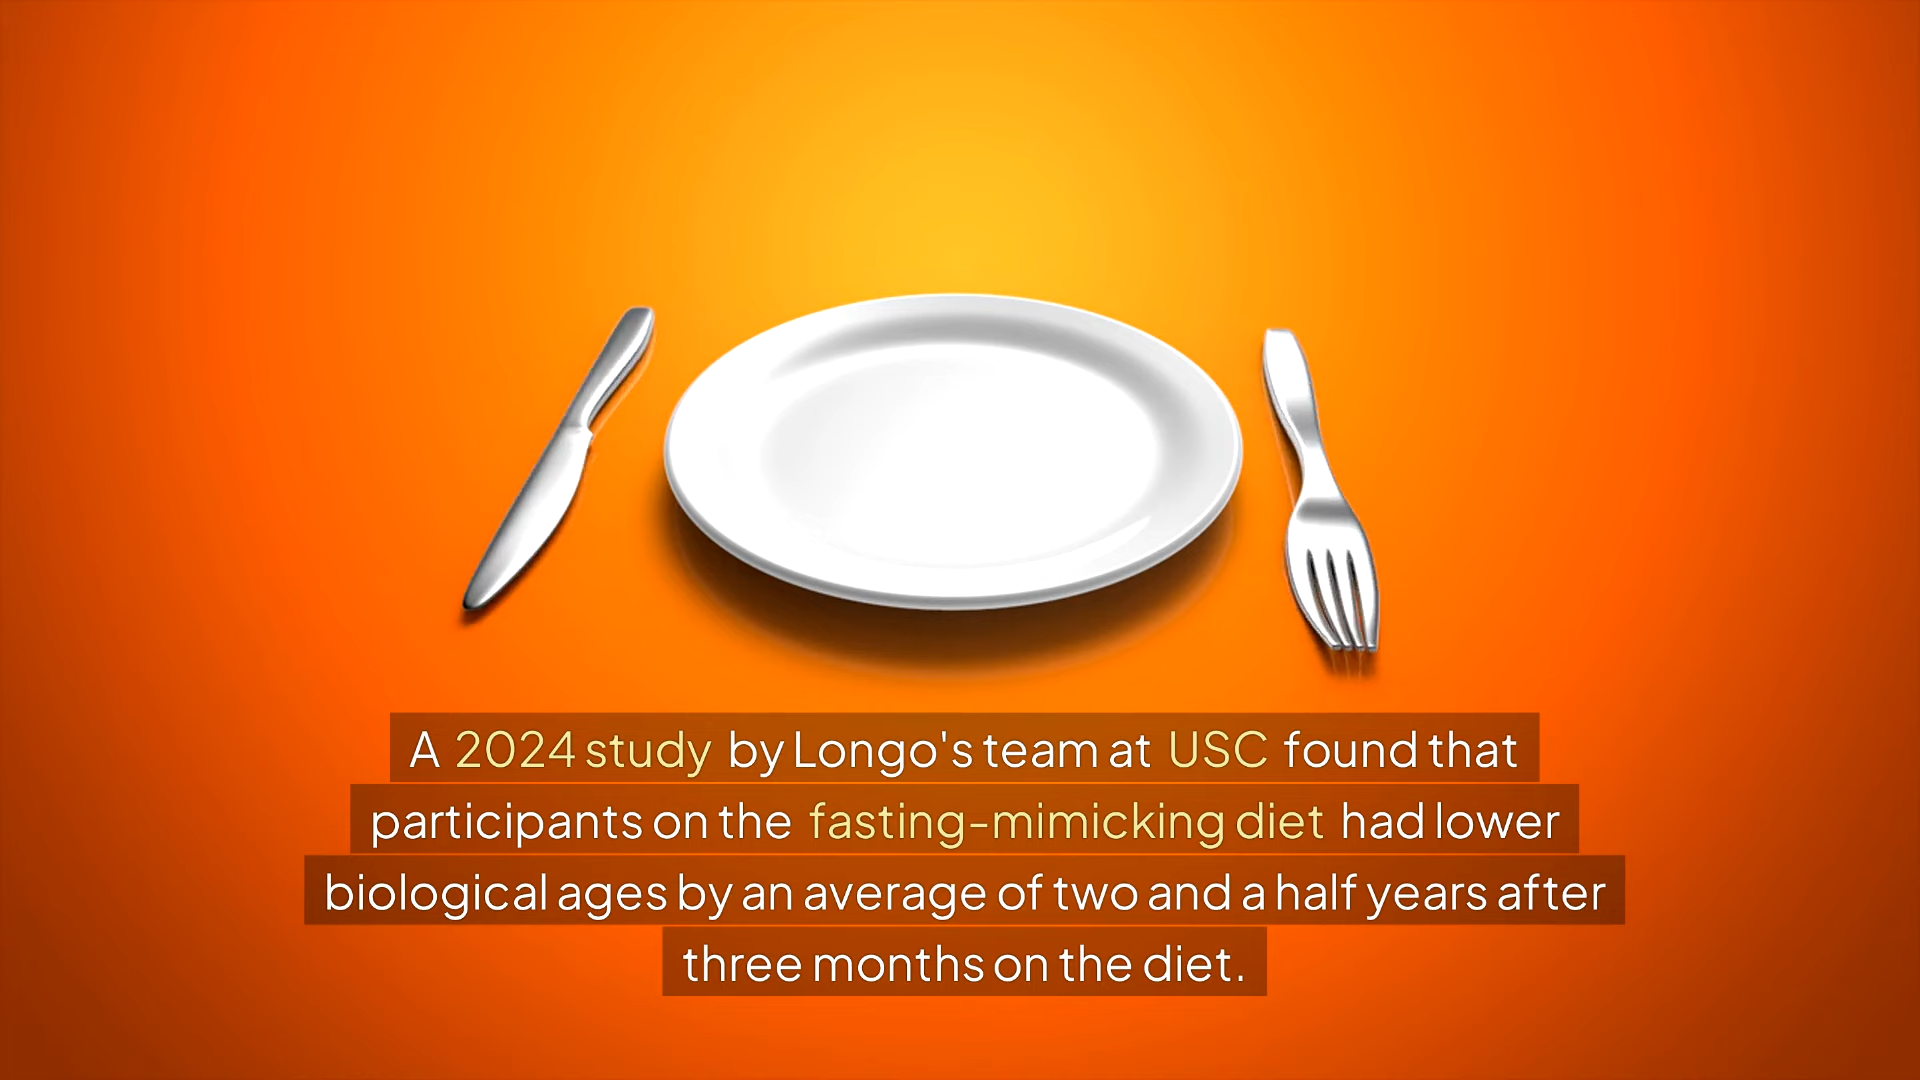 A 2024 study by Longo's team at USC found that
participants on the fasting-mimicking diet had lower
biological ages by an average of two and a half years after
three months on the diet.